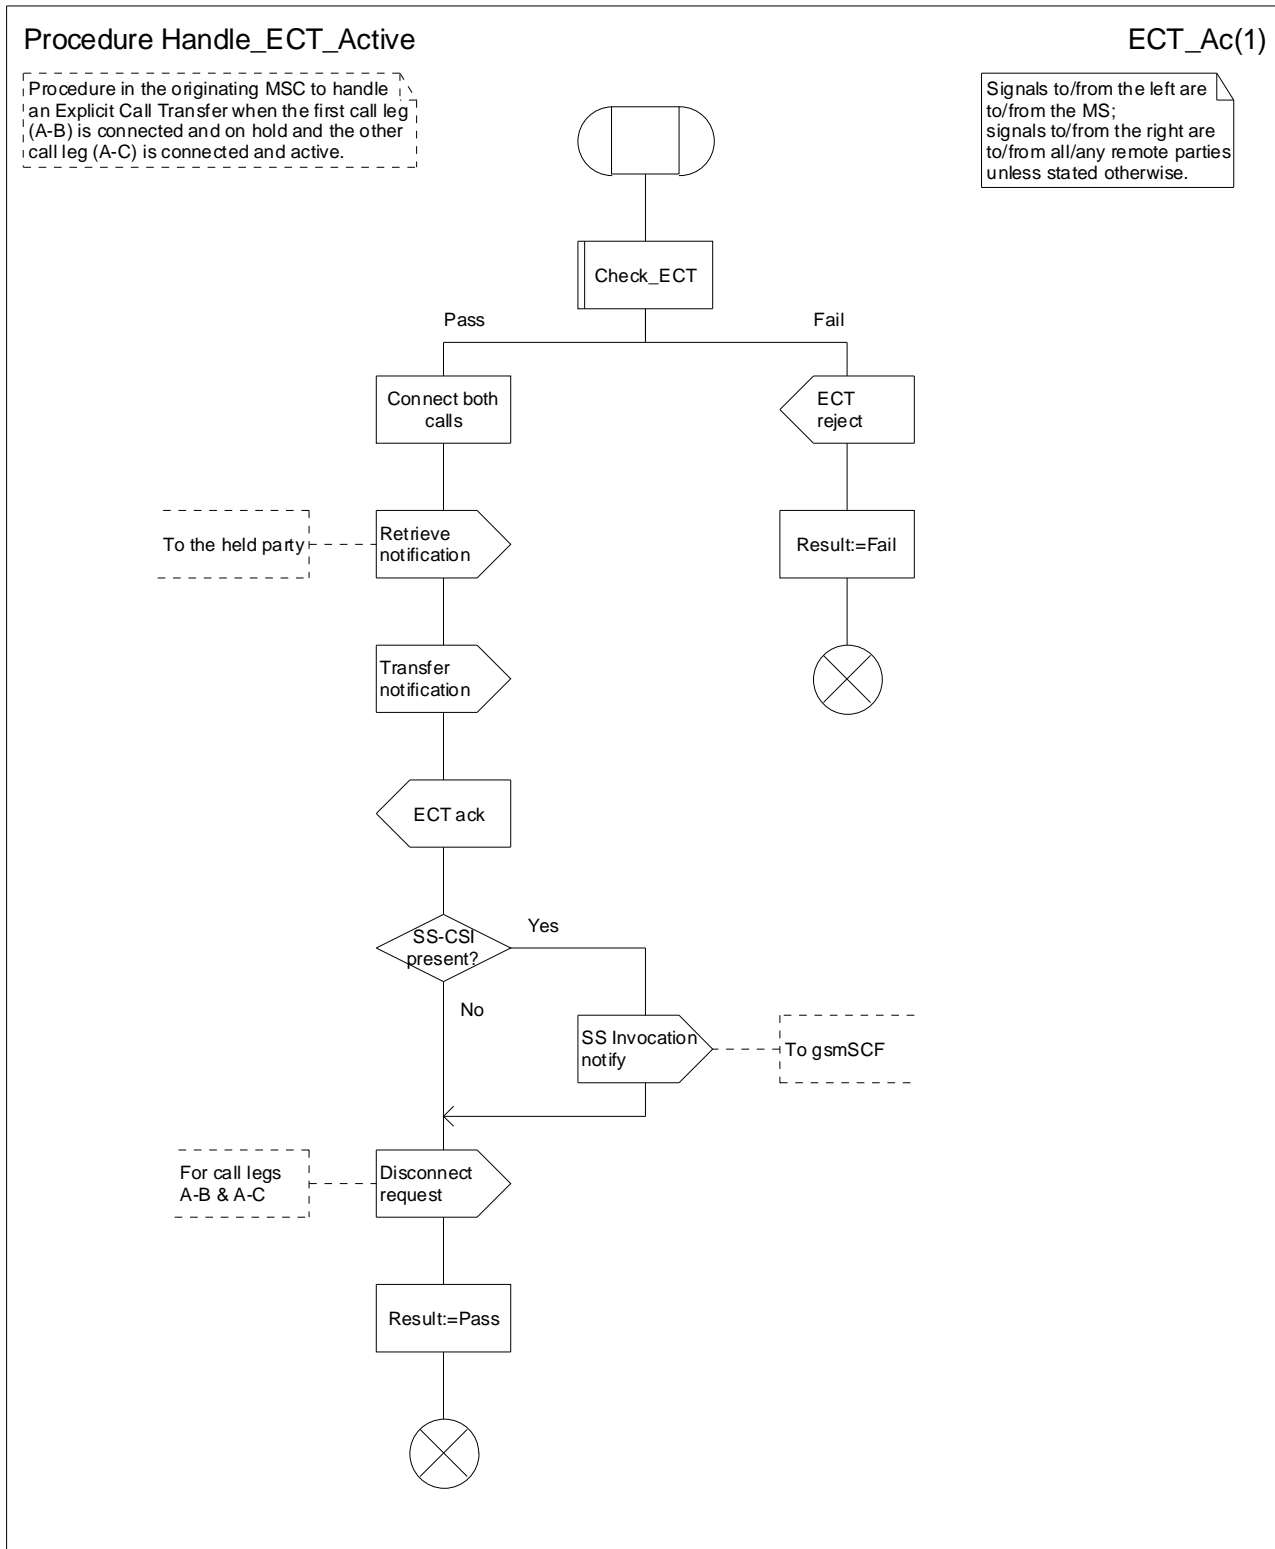 Procedure Handle_ECT_Active
ECT_Ac(1)
Procedure in the originating MSC to handle
an Explicit Call Transfer when the first call leg
(A-B) is connected and on hold and the other
call leg (A-C) is connected and active.
Signals to/from the left are
to/from the MS;
signals to/from the right are
to/from all/any remote parties
unless stated otherwise.
Check_ECT
Pass
Fail
Connect both
calls
ECT
reject
To the held party
Retrieve
notification
Result:=Fail
Transfer
notification
ECT ack
SS-CSI
present?
Yes
No
SS Invocation
notify
To gsmSCF
For call legs
A-B & A-C
Disconnect
request
Result:=Pass